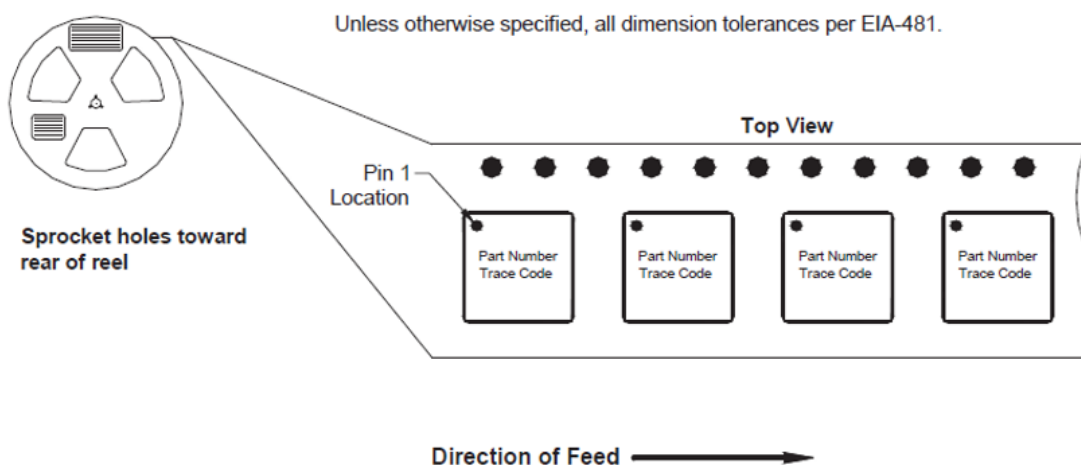 Unless otherwise specified, all dimension tolerances per EIA-481.
Top View
Pin 1
Location
Sprocket holes toward
rear of reel
Part Number
Trace Code
Part Number
Trace Code
Part Number
Trace Code
Part Number
Trace Code
Direction of Feed